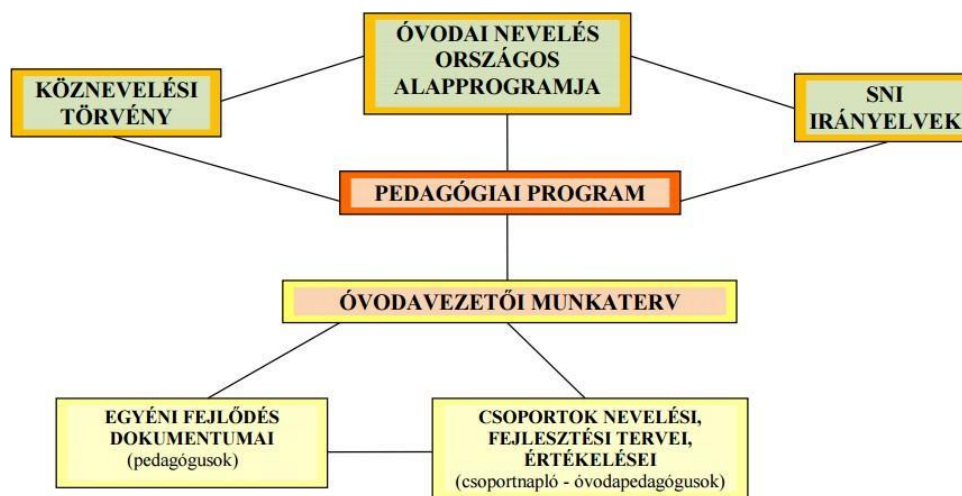 ÓVODAI NEVELÉS
ORSZÁGOS
ALAPPROGRAMJA
KÖZNEVELÉSI
TÖRVÉNY
SNI
IRÁNYELVEK
PEDAGÓGIAI PROGRAM
ÓVODAVEZETŐI MUNKATERV
EGYÉNI FEJLŐDÉS
DOKUMENTUMAI
(pedagógusok)
CSOPORTOK NEVELÉSI,
FEJLESZTÉSI TERVEI,
ÉRTÉKELÉSEI
(csoportnapló - óvodapedagógusok)